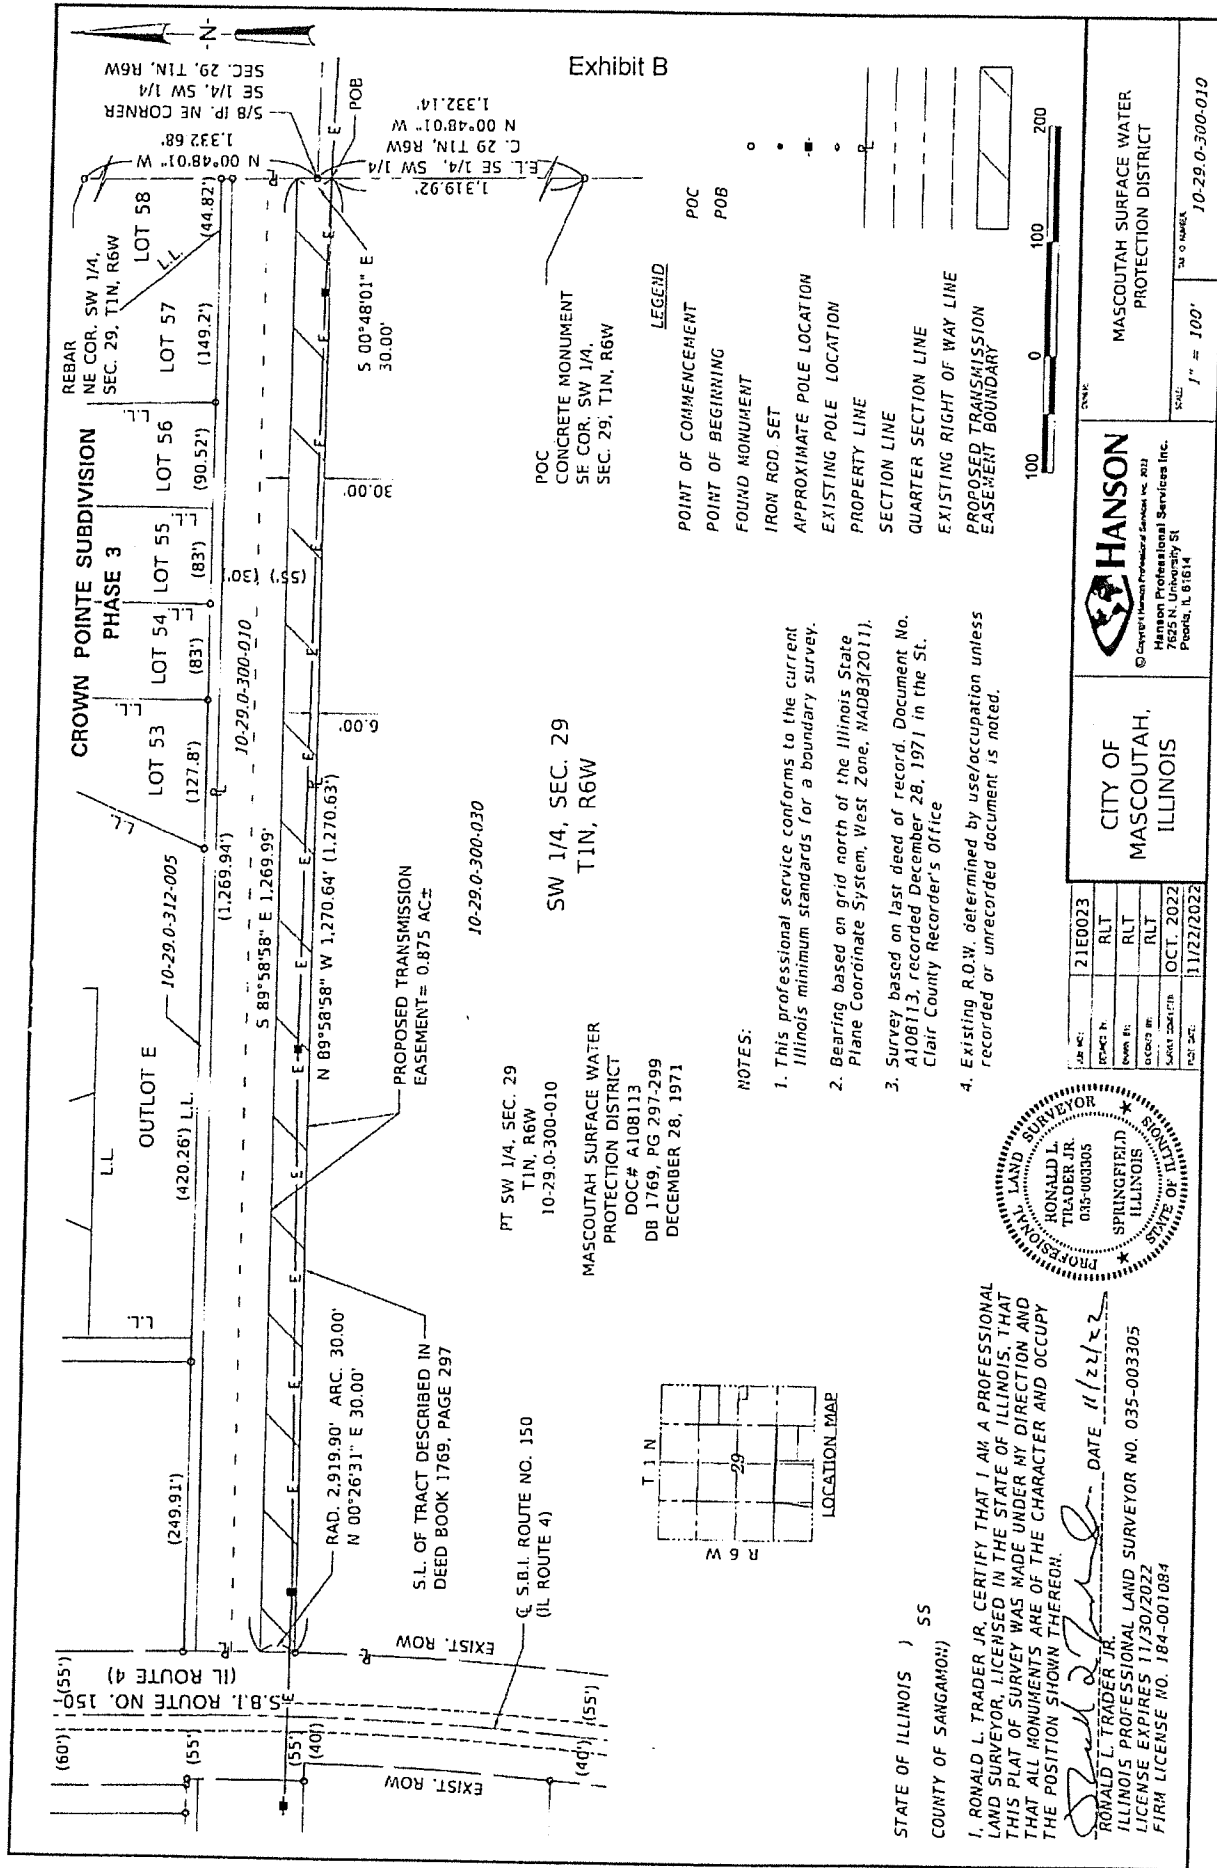 Exhibit B
CROWN POINTE SUBDIVISION
PHASE 3
REBAR
NE COR. SW 1/4,
SEC. 29, T1N, R6W
N 00°48'01" W
1,332.68'
5/8 IP. NE CORNER
SE 1/4, SW 1/4
SEC. 29, T1N, R6W
N
LOT 53
LOT 54
LOT 55
LOT 56
LOT 57
LOT 58
L.L.
L.L.
L.L.
L.L.
L.L.
L.L.
(127.8')
(83')
(83')
(90.52')
(149.2')
(44.82')
L.L.
OUTLOT E
L.L.
10-29.0-312-005
(249.91')
(420.26') L.L.
(1,269.94')
10-29.0-300-010
(30')
(55')
S 89°58'58" E 1,269.99'
N 89°58'58" W 1,270.64' (1,270.63')
6.00'
30.00'
S 00°48'01" E
30.00'
POB
1,319.92'
E.L. SE 1/4, SW 1/4
C. 29 T1N, R6W
N 00°48'01" W
1,332.14'
POC
CONCRETE MONUMENT
SE COR. SW 1/4,
SEC. 29, T1N, R6W
(60')
(55')
(55')
(55')
(40')
(55')
(40')
S.B.I. ROUTE NO. 150
(IL ROUTE 4)
EXIST. ROW
EXIST. ROW
RAD. 2,919.90' ARC. 30.00'
N 00°26'31" E 30.00'
S.L. OF TRACT DESCRIBED IN
DEED BOOK 1769, PAGE 297
℄ S.B.I. ROUTE NO. 150
(IL ROUTE 4)
PROPOSED TRANSMISSION
EASEMENT= 0.875 AC±
10-29.0-300-030
SW 1/4, SEC. 29
T1N, R6W
PT SW 1/4, SEC. 29
T1N, R6W
10-29.0-300-010
MASCOUTAH SURFACE WATER
PROTECTION DISTRICT
DOC# A108113
DB 1769, PG 297-299
DECEMBER 28, 1971
T 1 N
R 6 W
29
LOCATION MAP
LEGEND
POINT OF COMMENCEMENT POC
POINT OF BEGINNING POB
FOUND MONUMENT
IRON ROD SET
APPROXIMATE POLE LOCATION
EXISTING POLE LOCATION
PROPERTY LINE
SECTION LINE
QUARTER SECTION LINE
EXISTING RIGHT OF WAY LINE
PROPOSED TRANSMISSION
EASEMENT BOUNDARY
100 0 100 200
NOTES:
1. This professional service conforms to the current
Illinois minimum standards for a boundary survey.
2. Bearing based on grid north of the Illinois State
Plane Coordinate System, West Zone, NAD83(2011).
3. Survey based on last deed of record. Document No.
A108113, recorded December 28, 1971 in the St.
Clair County Recorder's Office
4. Existing R.O.W. determined by use/occupation unless
recorded or unrecorded document is noted.
STATE OF ILLINOIS )
SS
COUNTY OF SANGAMON)
I, RONALD L. TRADER JR, CERTIFY THAT I AM A PROFESSIONAL
LAND SURVEYOR, LICENSED IN THE STATE OF ILLINOIS, THAT
THIS PLAT OF SURVEY WAS MADE UNDER MY DIRECTION AND
THAT ALL MONUMENTS ARE OF THE CHARACTER AND OCCUPY
THE POSITION SHOWN THEREON.
DATE 11/22/22
RONALD L. TRADER JR.
ILLINOIS PROFESSIONAL LAND SURVEYOR NO. 035-003305
LICENSE EXPIRES 11/30/2022
FIRM LICENSE NO. 184-001084
PROFESIONAL LAND SURVEYOR
RONALD L.
TRADER JR.
035-003305
SPRINGFIELD
ILLINOIS
STATE OF ILLINOIS
21E0023
RLT
RLT
RLT
OCT. 2022
11/22/2022
CITY OF
MASCOUTAH,
ILLINOIS
HANSON
© Copyright Hanson Professional Services Inc. 2022
Hanson Professional Services Inc.
7625 N. University St
Peoria, IL 61614
OWNER:
MASCOUTAH SURFACE WATER
PROTECTION DISTRICT
SCALE:
1" = 100'
TAX ID NUMBER
10-29.0-300-010